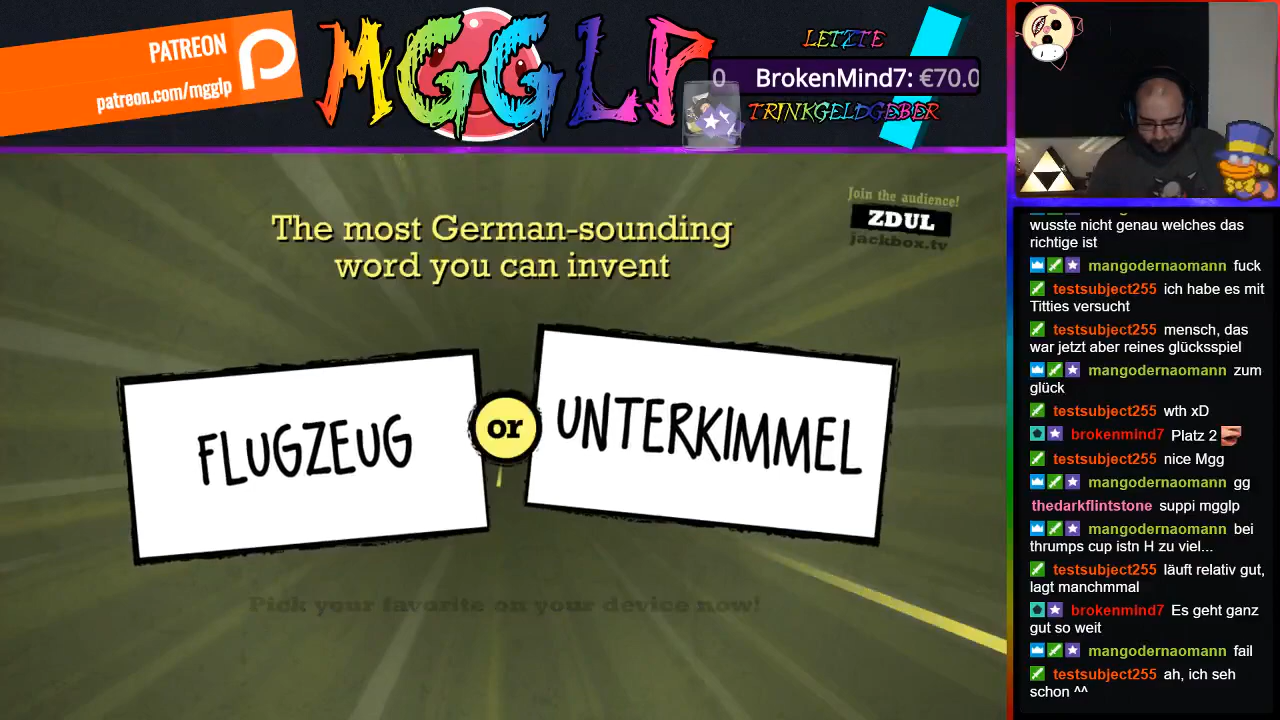 PATREON
patreon.com/mgglp
MGGLP
LETZTE
0 BrokenMind7: €70.0
TRINKGELDGEBER
Join the audience!
ZDUL
jackbox.tv
The most German-sounding
word you can invent
FLUGZEUG
or
UNTERKIMMEL
Pick your favorite on your device now!
wusste nicht genau welches das
richtige ist
mangodernaomann fuck
testsubject255 ich habe es mit
Titties versucht
testsubject255 mensch, das
war jetzt aber reines glücksspiel
mangodernaomann zum
glück
testsubject255 wth xD
brokenmind7 Platz 2
testsubject255 nice Mgg
mangodernaomann gg
thedarkflintstone suppi mgglp
mangodernaomann bei
thrumps cup istn H zu viel...
testsubject255 läuft relativ gut,
lagt manchmmal
brokenmind7 Es geht ganz
gut so weit
mangodernaomann fail
testsubject255 ah, ich seh
schon ^^